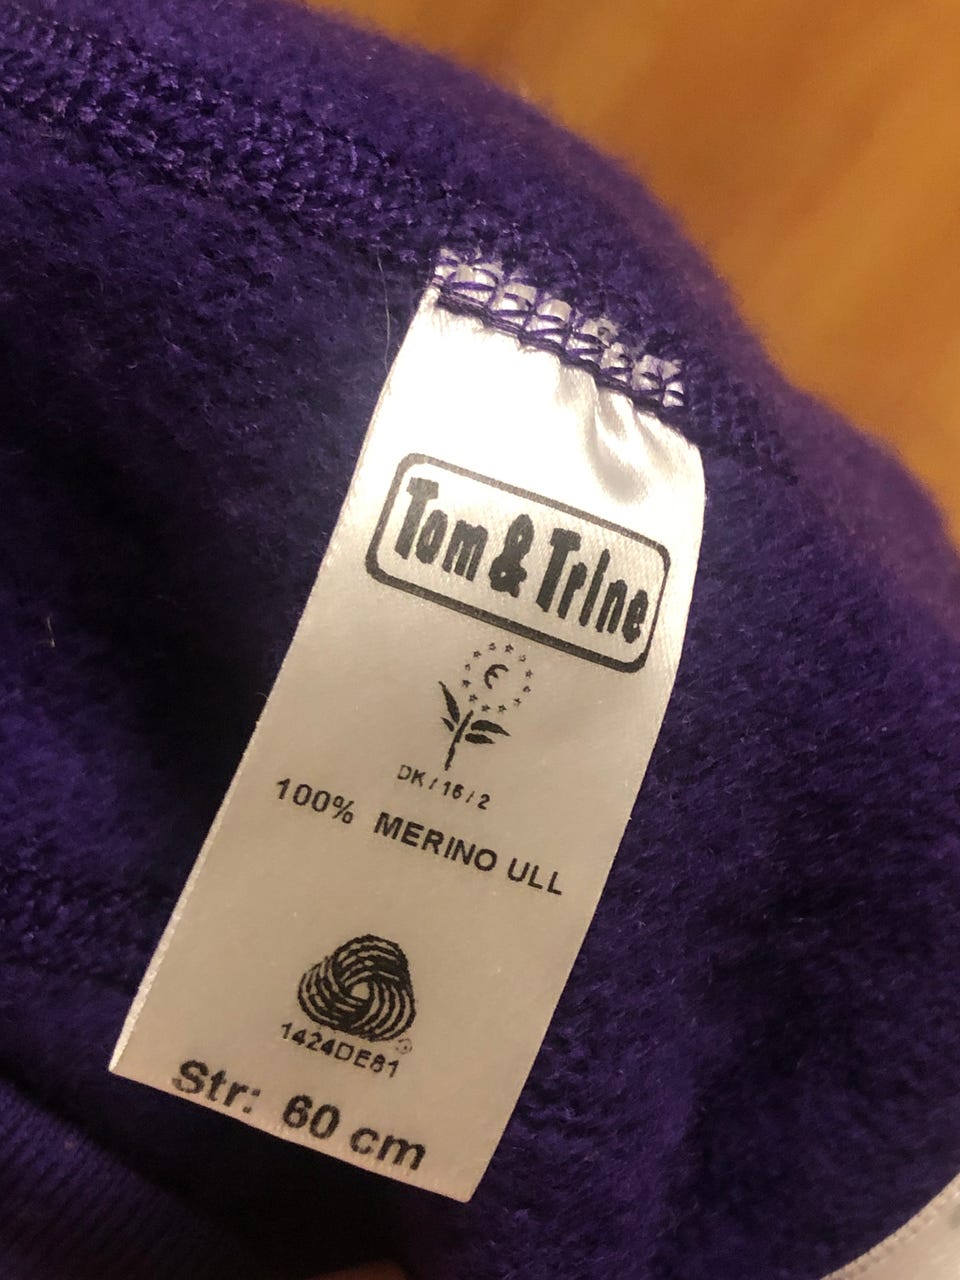 Tom & Trine
DK/16/2
100% MERINO ULL
1424DE81
Str: 60 cm